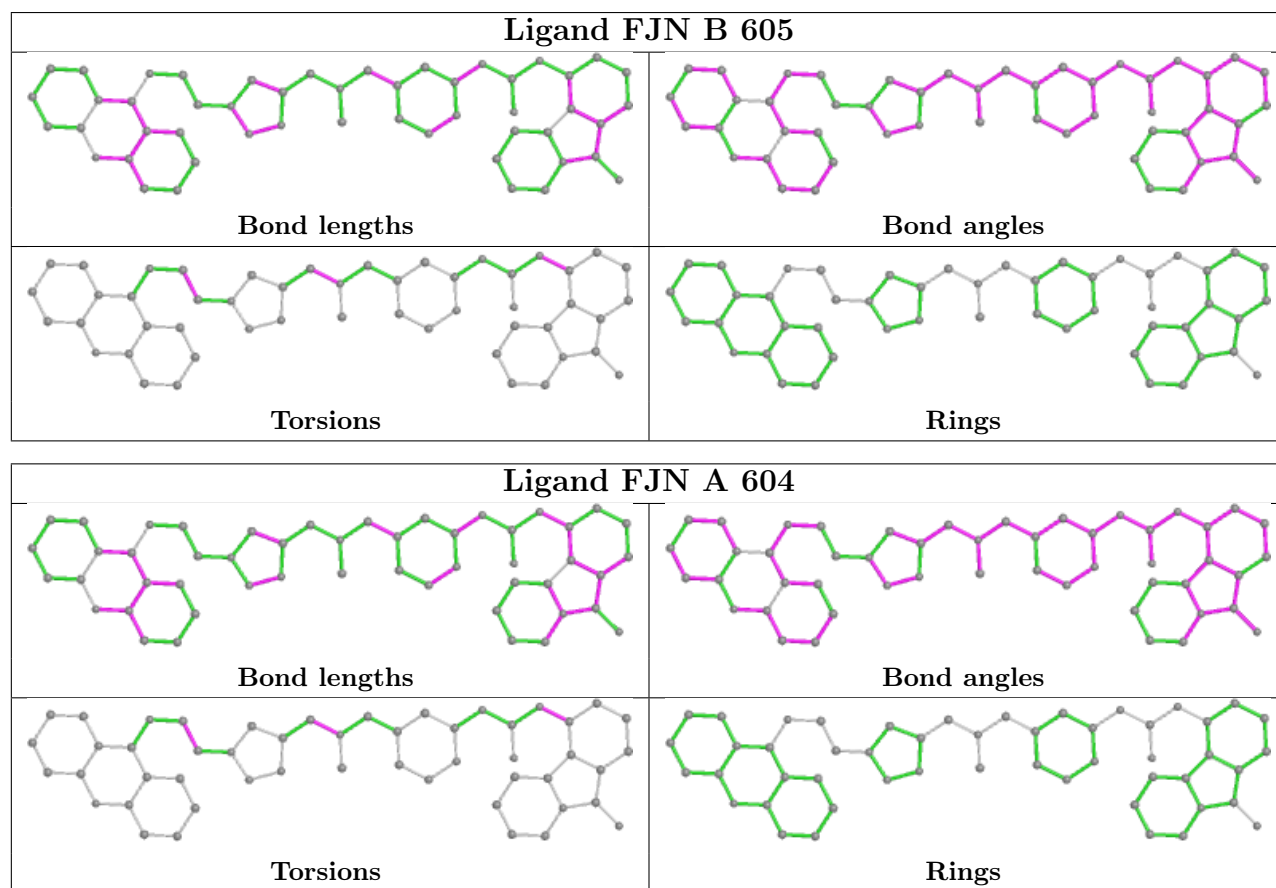 Ligand FJN B 605
Bond lengths
Bond angles
Torsions
Rings
Ligand FJN A 604
Bond lengths
Bond angles
Torsions
Rings